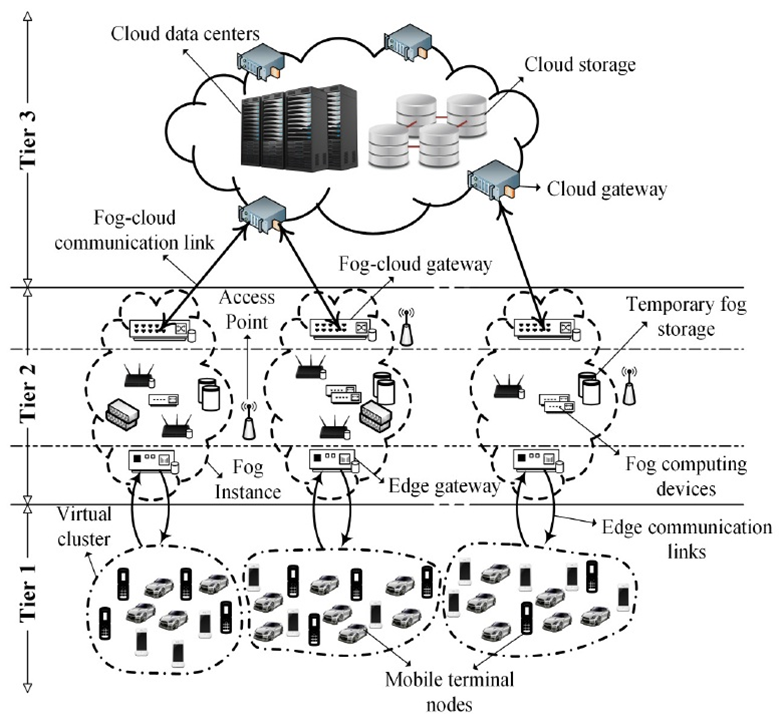 Cloud data centers
Cloud storage
Tier 3
Cloud gateway
Fog-cloud
communication link
Fog-cloud gateway
Access
Point
Temporary fog
storage
Tier 2
Fog
Instance
Edge gateway
Fog computing
devices
Virtual
cluster
Edge communication
links
Tier 1
Mobile terminal
nodes